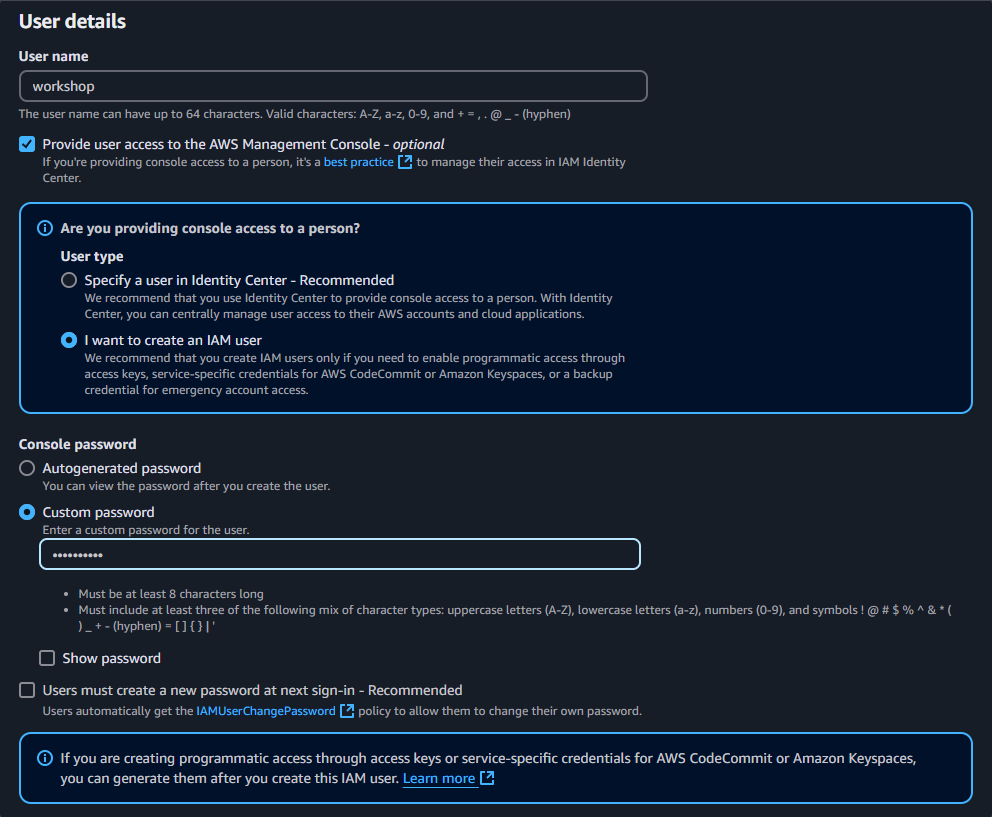 User details
User name
workshop
The user name can have up to 64 characters. Valid characters: A-Z, a-z, 0-9, and + = , . @ _ - (hyphen)
Provide user access to the AWS Management Console - optional
If you're providing console access to a person, it's a best practice to manage their access in IAM Identity
Center.
Are you providing console access to a person?
User type
Specify a user in Identity Center - Recommended
We recommend that you use Identity Center to provide console access to a person. With Identity
Center, you can centrally manage user access to their AWS accounts and cloud applications.
I want to create an IAM user
We recommend that you create IAM users only if you need to enable programmatic access through
access keys, service-specific credentials for AWS CodeCommit or Amazon Keyspaces, or a backup
credential for emergency account access.
Console password
Autogenerated password
You can view the password after you create the user.
Custom password
Enter a custom password for the user.
••••••••••
• Must be at least 8 characters long
• Must include at least three of the following mix of character types: uppercase letters (A-Z), lowercase letters (a-z), numbers (0-9), and symbols ! @ # $ % ^ & * (
) _ + - (hyphen) = [ ] { } | '
Show password
Users must create a new password at next sign-in - Recommended
Users automatically get the IAMUserChangePassword policy to allow them to change their own password.
If you are creating programmatic access through access keys or service-specific credentials for AWS CodeCommit or Amazon Keyspaces,
you can generate them after you create this IAM user. Learn more